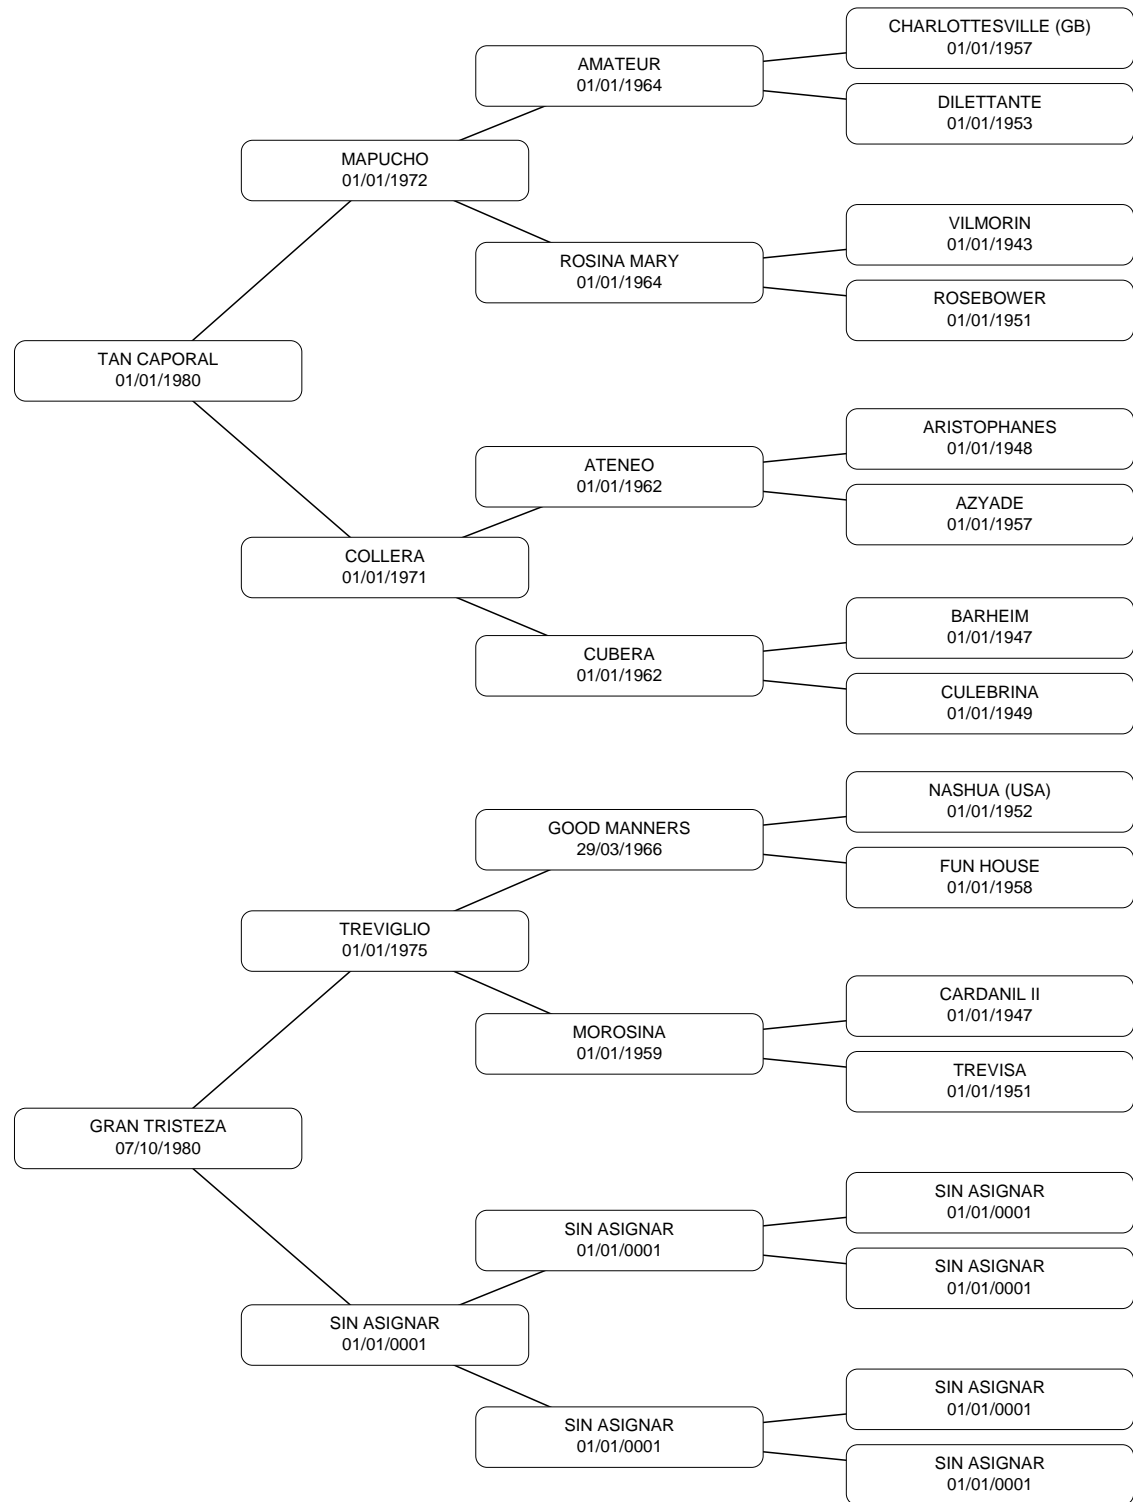 CHARLOTTESVILLE (GB)
01/01/1957
AMATEUR
01/01/1964
DILETTANTE
01/01/1953
MAPUCHO
01/01/1972
VILMORIN
01/01/1943
ROSINA MARY
01/01/1964
ROSEBOWER
01/01/1951
TAN CAPORAL
01/01/1980
ARISTOPHANES
01/01/1948
ATENEO
01/01/1962
AZYADE
01/01/1957
COLLERA
01/01/1971
BARHEIM
01/01/1947
CUBERA
01/01/1962
CULEBRINA
01/01/1949
NASHUA (USA)
01/01/1952
GOOD MANNERS
29/03/1966
FUN HOUSE
01/01/1958
TREVIGLIO
01/01/1975
CARDANIL II
01/01/1947
MOROSINA
01/01/1959
TREVISA
01/01/1951
GRAN TRISTEZA
07/10/1980
SIN ASIGNAR
01/01/0001
SIN ASIGNAR
01/01/0001
SIN ASIGNAR
01/01/0001
SIN ASIGNAR
01/01/0001
SIN ASIGNAR
01/01/0001
SIN ASIGNAR
01/01/0001
SIN ASIGNAR
01/01/0001